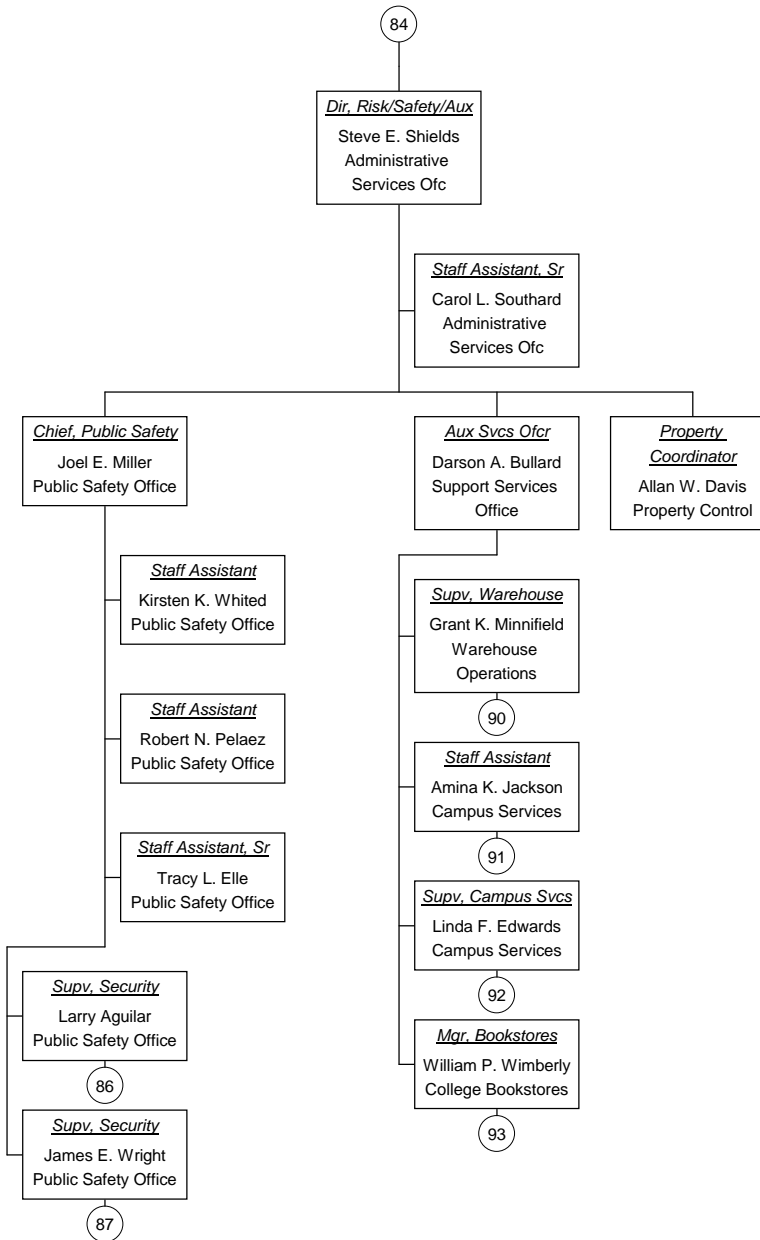 84
Dir, Risk/Safety/Aux
Steve E. Shields
Administrative
Services Ofc
Staff Assistant, Sr
Carol L. Southard
Administrative
Services Ofc
Chief, Public Safety
Joel E. Miller
Public Safety Office
Aux Svcs Ofcr
Darson A. Bullard
Support Services
Office
Property
Coordinator
Allan W. Davis
Property Control
Staff Assistant
Kirsten K. Whited
Public Safety Office
Staff Assistant
Robert N. Pelaez
Public Safety Office
Staff Assistant, Sr
Tracy L. Elle
Public Safety Office
Supv, Security
Larry Aguilar
Public Safety Office
86
Supv, Security
James E. Wright
Public Safety Office
87
Supv, Warehouse
Grant K. Minnifield
Warehouse
Operations
90
Staff Assistant
Amina K. Jackson
Campus Services
91
Supv, Campus Svcs
Linda F. Edwards
Campus Services
92
Mgr, Bookstores
William P. Wimberly
College Bookstores
93